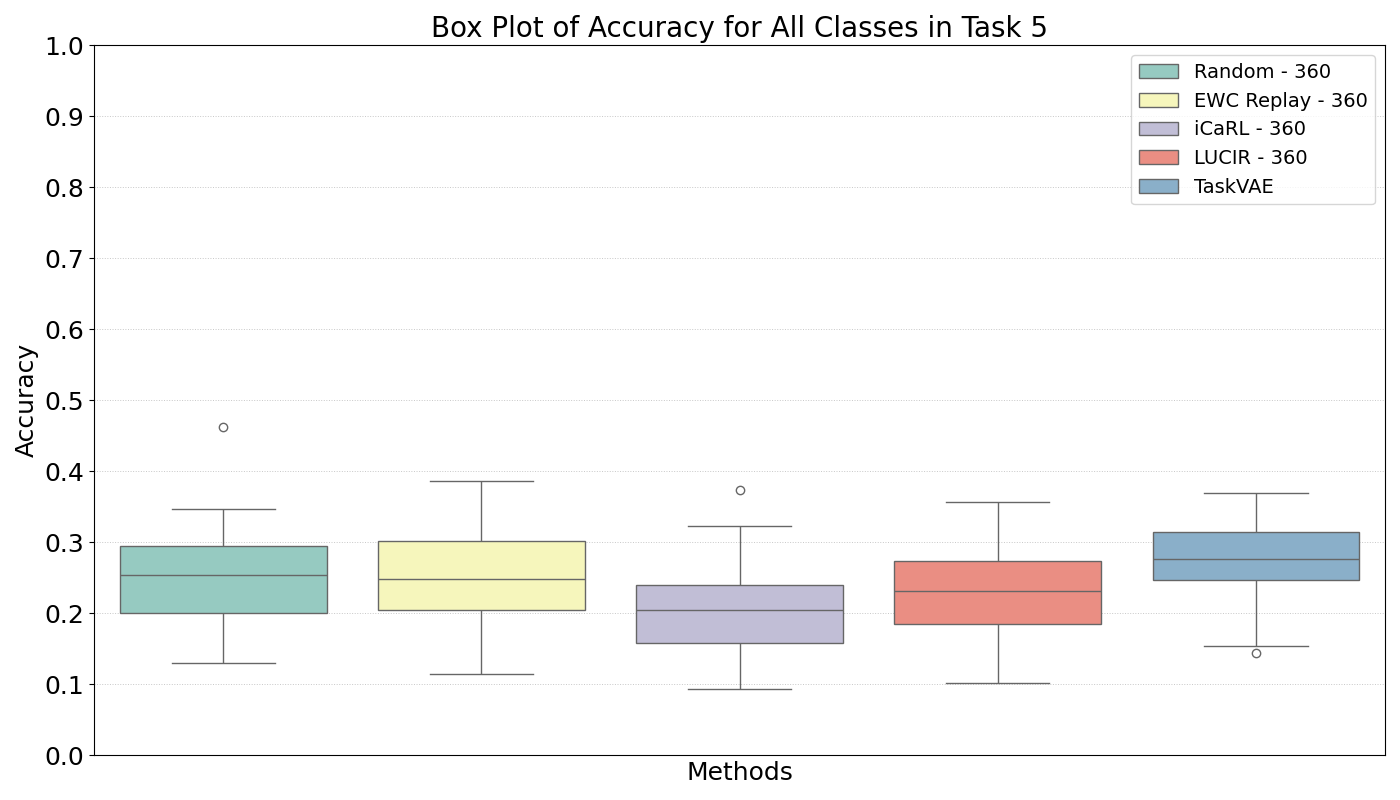 Box Plot of Accuracy for All Classes in Task 5
1.0
0.9
0.8
0.7
0.6
0.5
0.4
0.3
0.2
0.1
0.0
Accuracy
Methods
Random - 360
EWC Replay - 360
iCaRL - 360
LUCIR - 360
TaskVAE